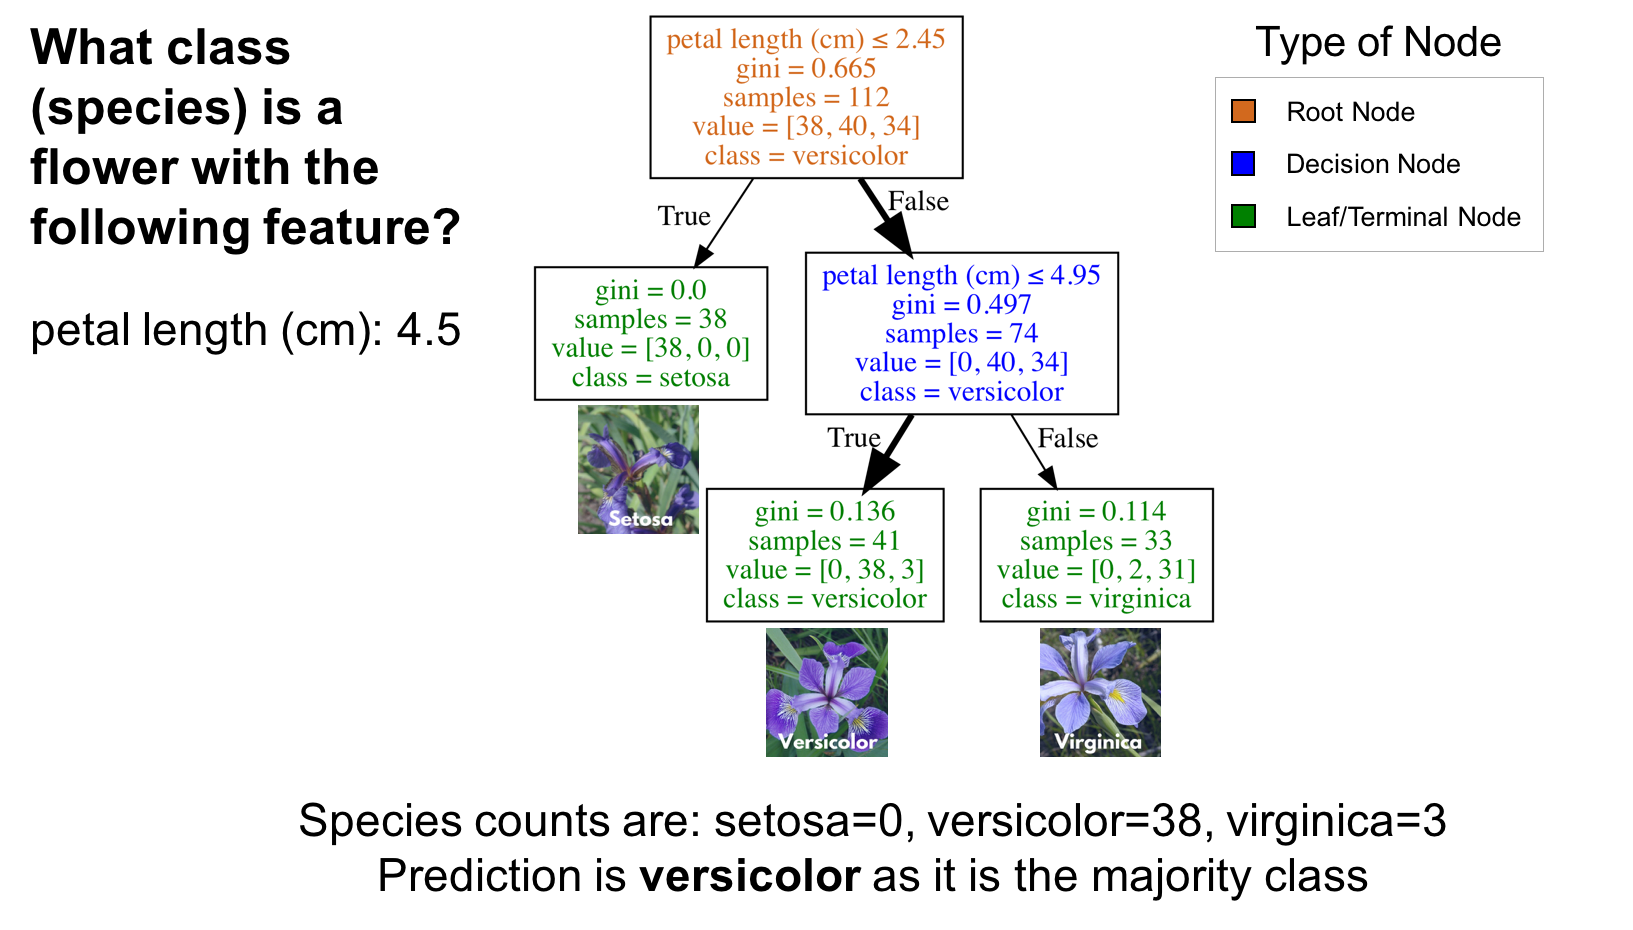 What class
(species) is a
flower with the
following feature?
petal length (cm): 4.5
petal length (cm) ≤ 2.45
gini = 0.665
samples = 112
value = [38, 40, 34]
class = versicolor
True
False
gini = 0.0
samples = 38
value = [38, 0, 0]
class = setosa
Setosa
petal length (cm) ≤ 4.95
gini = 0.497
samples = 74
value = [0, 40, 34]
class = versicolor
True
False
gini = 0.136
samples = 41
value = [0, 38, 3]
class = versicolor
Versicolor
gini = 0.114
samples = 33
value = [0, 2, 31]
class = virginica
Virginica
Type of Node
Root Node
Decision Node
Leaf/Terminal Node
Species counts are: setosa=0, versicolor=38, virginica=3
Prediction is versicolor as it is the majority class